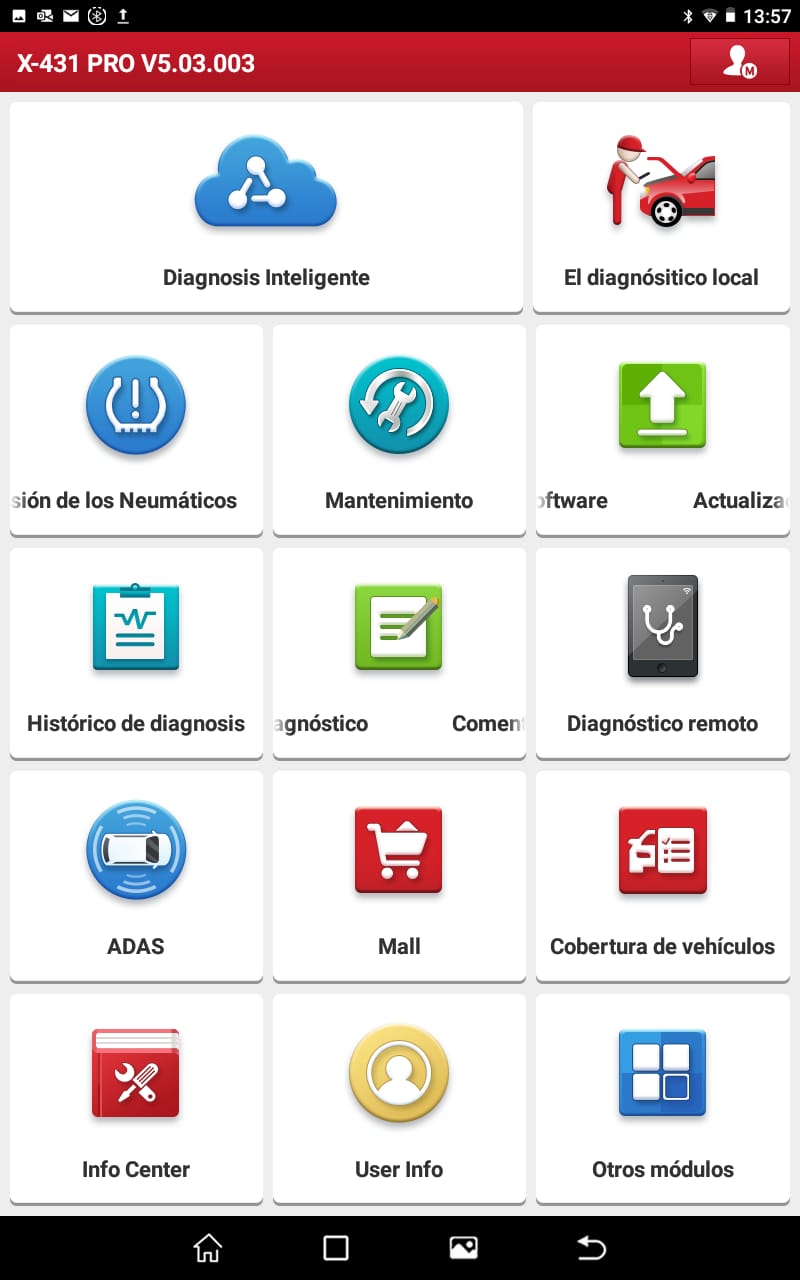 13:57
X-431 PRO V5.03.003
M
Diagnosis Inteligente
El diagnósitico local
sión de los Neumáticos
Mantenimiento
oftware Actualiza
Histórico de diagnosis
agnóstico Coment
Diagnóstico remoto
ADAS
Mall
Cobertura de vehículos
Info Center
User Info
Otros módulos